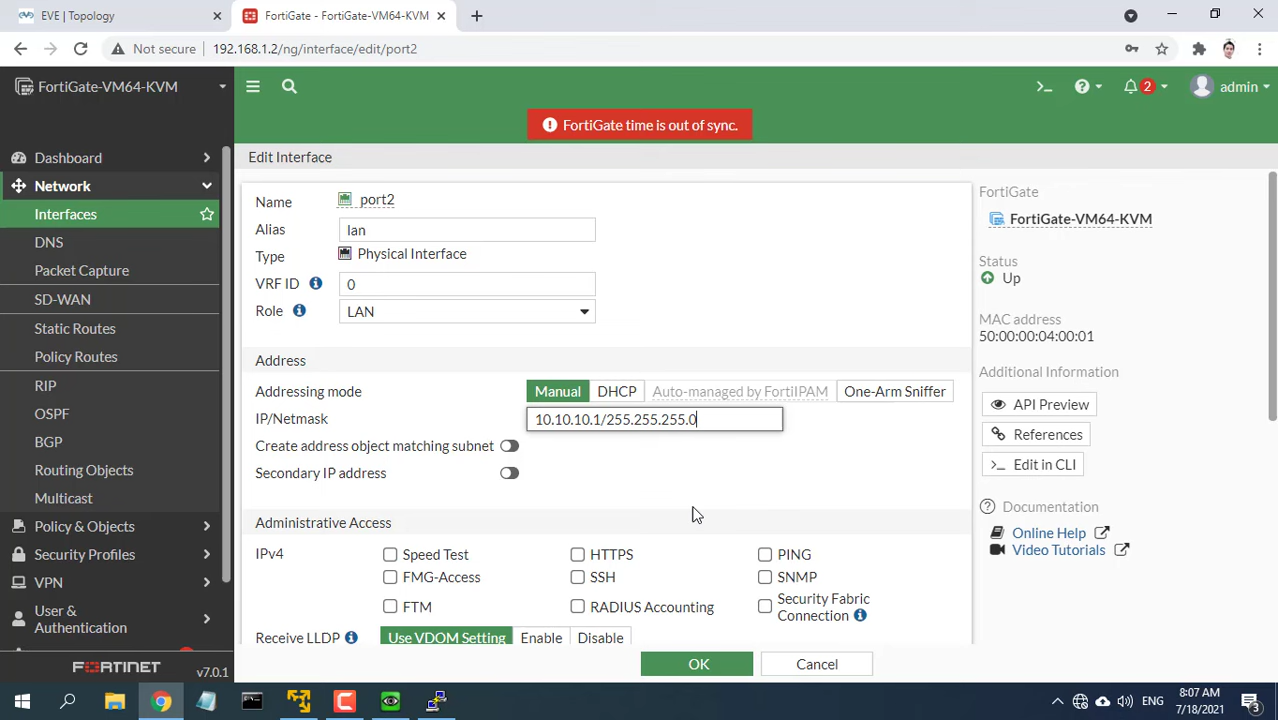 EVE | Topology
FortiGate - FortiGate-VM64-KVM
Not secure
192.168.1.2/ng/interface/edit/port2
FortiGate-VM64-KVM
2
admin
FortiGate time is out of sync.
Dashboard
Network
Interfaces
DNS
Packet Capture
SD-WAN
Static Routes
Policy Routes
RIP
OSPF
BGP
Routing Objects
Multicast
Policy & Objects
Security Profiles
VPN
User &
Authentication
FORTINET
v7.0.1
Edit Interface
Name
port2
Alias
lan
Type
Physical Interface
VRF ID
0
Role
LAN
Address
Addressing mode
Manual
DHCP
Auto-managed by FortiIPAM
One-Arm Sniffer
IP/Netmask
10.10.10.1/255.255.255.0
Create address object matching subnet
Secondary IP address
Administrative Access
IPv4
Speed Test
HTTPS
PING
FMG-Access
SSH
SNMP
FTM
RADIUS Accounting
Security Fabric
Connection
Receive LLDP
Use VDOM Setting
Enable
Disable
OK
Cancel
FortiGate
FortiGate-VM64-KVM
Status
Up
MAC address
50:00:00:04:00:01
Additional Information
API Preview
References
Edit in CLI
Documentation
Online Help
Video Tutorials
ENG
8:07 AM
7/18/2021
3